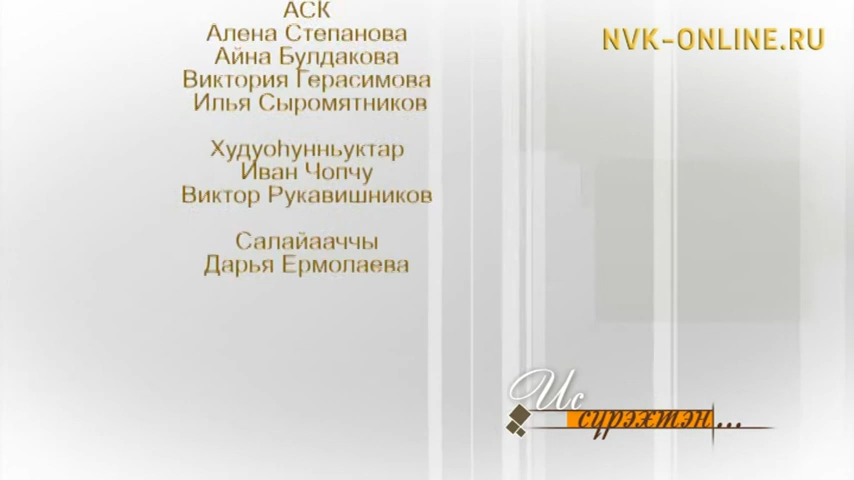 АСК
Алена Степанова
Айна Булдакова
Виктория Герасимова
Илья Сыромятников
Худуоһунньуктар
Иван Чопчу
Виктор Рукавишников
Салайааччы
Дарья Ермолаева
NVK-ONLINE.RU
Ис
сүрэхтэн...